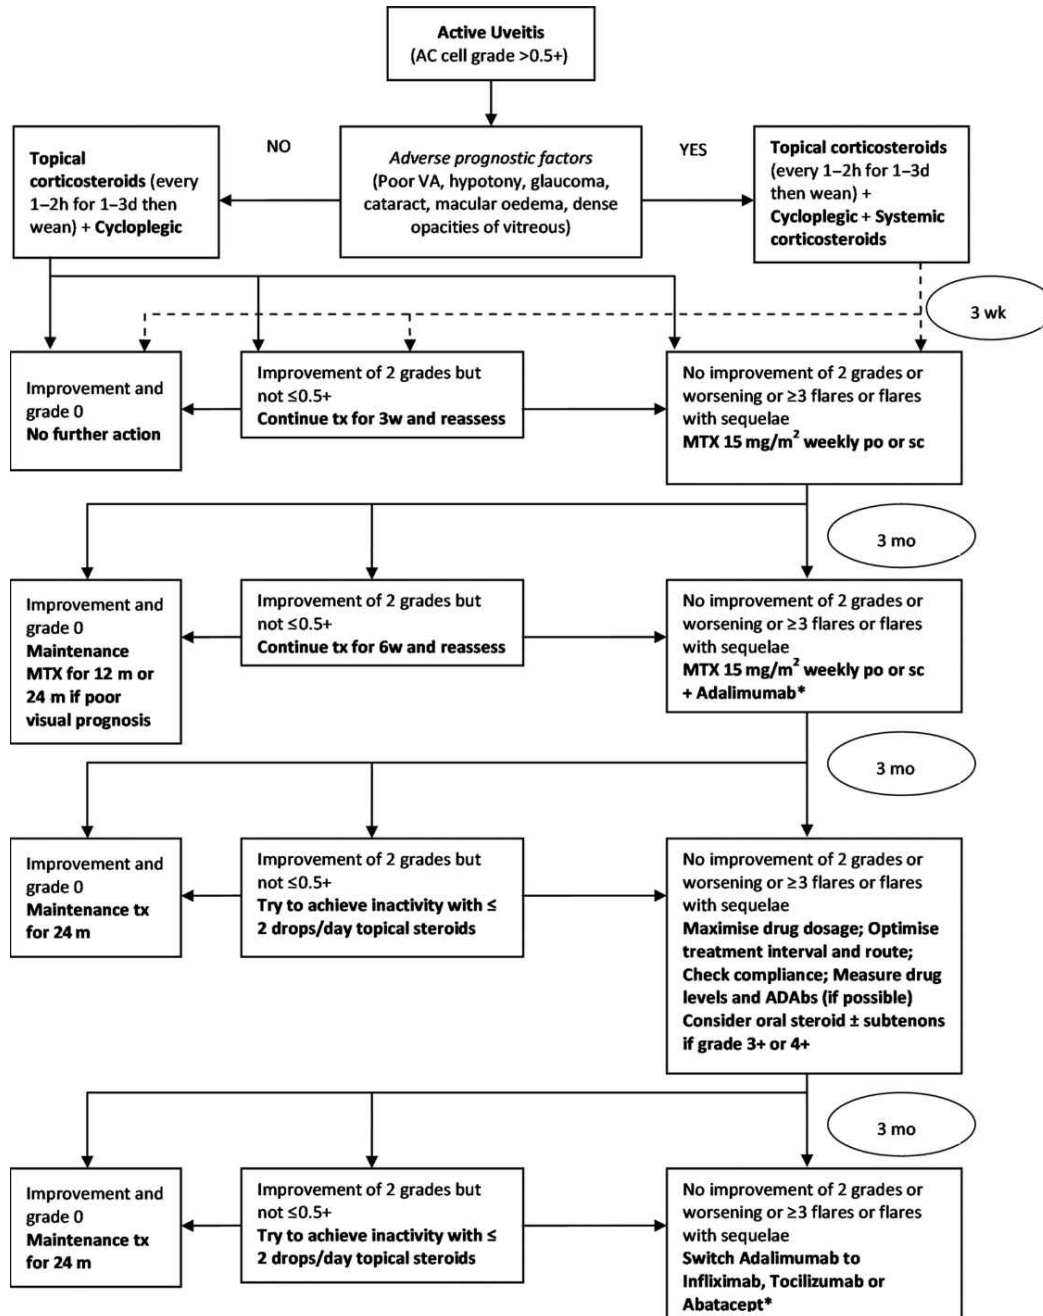 Active Uveitis
(AC cell grade >0.5+)
NO
YES
Topical
corticosteroids (every
1–2h for 1–3d then
wean) + Cycloplegic
Adverse prognostic factors
(Poor VA, hypotony, glaucoma,
cataract, macular oedema, dense
opacities of vitreous)
Topical corticosteroids
(every 1–2h for 1–3d
then wean) +
Cycloplegic + Systemic
corticosteroids
3 wk
Improvement and
grade 0
No further action
Improvement of 2 grades but
not ≤0.5+
Continue tx for 3w and reassess
No improvement of 2 grades or
worsening or ≥3 flares or flares
with sequelae
MTX 15 mg/m² weekly po or sc
3 mo
Improvement and
grade 0
Maintenance
MTX for 12 m or
24 m if poor
visual prognosis
Improvement of 2 grades but
not ≤0.5+
Continue tx for 6w and reassess
No improvement of 2 grades or
worsening or ≥3 flares or flares
with sequelae
MTX 15 mg/m² weekly po or sc
+ Adalimumab*
3 mo
Improvement and
grade 0
Maintenance tx
for 24 m
Improvement of 2 grades but
not ≤0.5+
Try to achieve inactivity with ≤
2 drops/day topical steroids
No improvement of 2 grades or
worsening or ≥3 flares or flares
with sequelae
Maximise drug dosage; Optimise
treatment interval and route;
Check compliance; Measure drug
levels and ADAbs (if possible)
Consider oral steroid ± subtenons
if grade 3+ or 4+
3 mo
Improvement and
grade 0
Maintenance tx
for 24 m
Improvement of 2 grades but
not ≤0.5+
Try to achieve inactivity with ≤
2 drops/day topical steroids
No improvement of 2 grades or
worsening or ≥3 flares or flares
with sequelae
Switch Adalimumab to
Infliximab, Tocilizumab or
Abatacept*